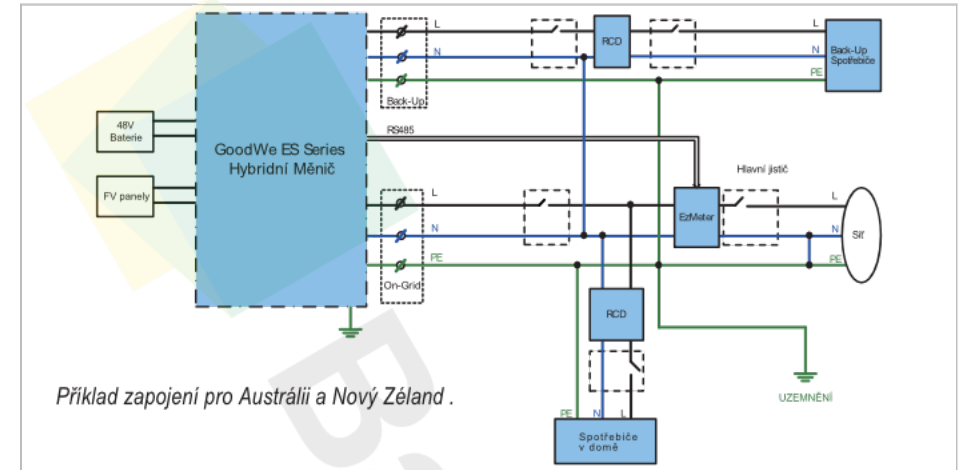 L
L
RCD
N
N
Back-Up
Spotřebiče
PE
Back-Up
48V
Baterie
RS485
GoodWe ES Series
Hybridní Měnič
Hlavní jistič
FV panely
L
L
EzMeter
N
N
Síť
PE
PE
On-Grid
RCD
Příklad zapojení pro Austrálii a Nový Zéland .
UZEMNĚNÍ
PE
N
L
Spotřebiče
v domě